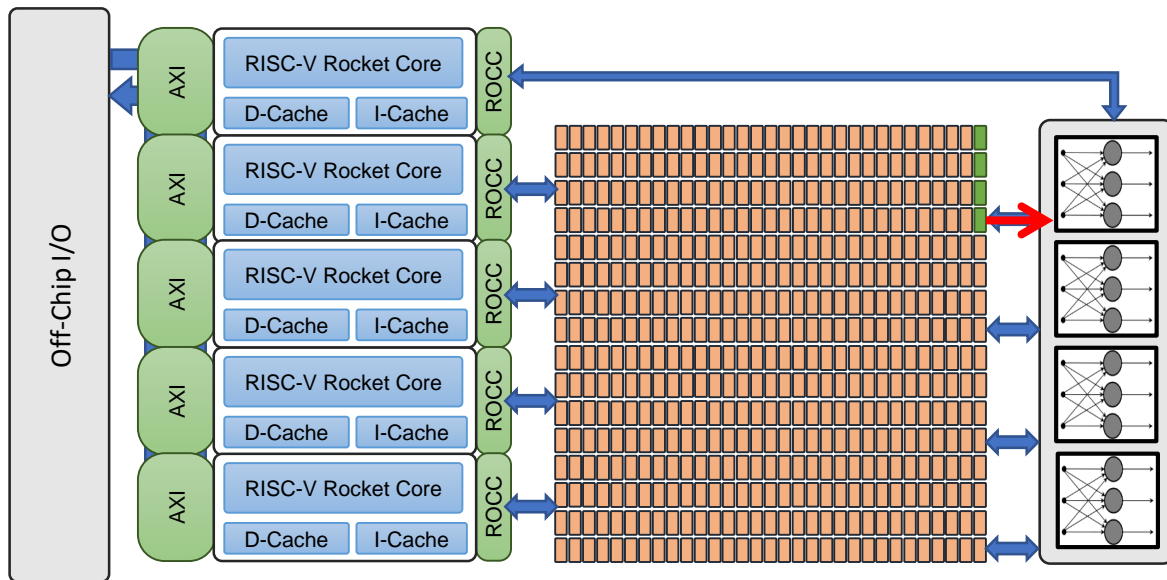 Off-Chip I/O
AXI
RISC-V Rocket Core
D-Cache
I-Cache
ROCC
AXI
RISC-V Rocket Core
D-Cache
I-Cache
ROCC
AXI
RISC-V Rocket Core
D-Cache
I-Cache
ROCC
AXI
RISC-V Rocket Core
D-Cache
I-Cache
ROCC
AXI
RISC-V Rocket Core
D-Cache
I-Cache
ROCC